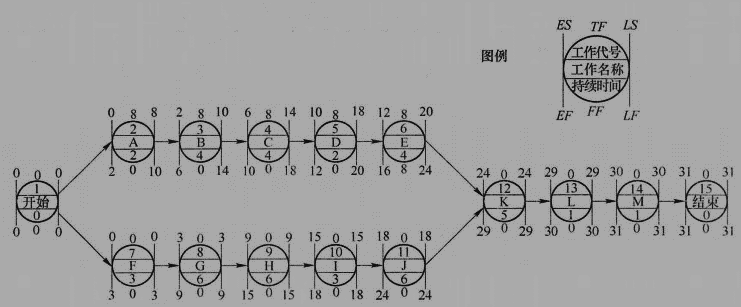 ES TF LS
图例
工作代号
工作名称
持续时间
EF FF LF
0 8 8 2 8 10 6 8 14 10 8 18 12 8 20
2 3 4 5 6
A B C D E
2 4 4 2 4
2 0 10 6 0 14 10 0 18 12 0 20 16 8 24
0 0 0 24 0 24 29 0 29 30 0 30 31 0 31
1 12 13 14 15
开始 K L M 结束
0 5 1 1 0
0 0 0 29 0 29 30 0 30 31 0 31 31 0 31
0 0 0 3 0 3 9 0 9 15 0 15 18 0 18
7 8 9 10 11
F G H I J
3 6 6 3 6
3 0 3 9 0 9 15 0 15 18 0 18 24 0 24